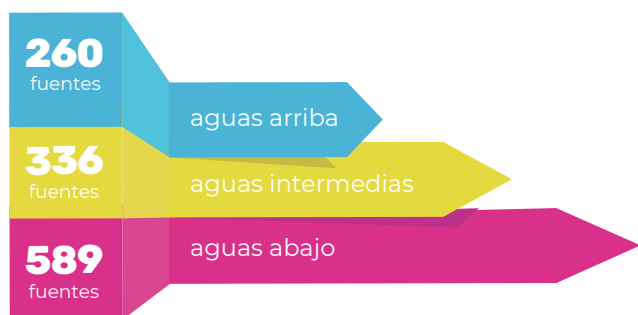 260
fuentes
aguas arriba
336
fuentes
aguas intermedias
589
fuentes
aguas abajo